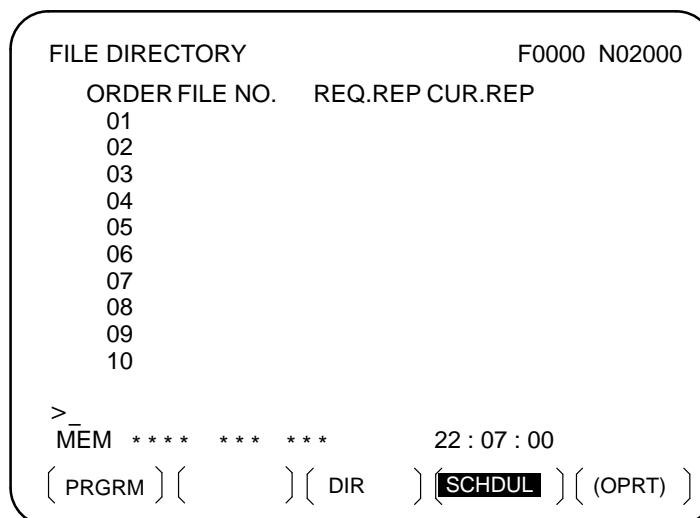 FILE DIRECTORY F0000 N02000
ORDER FILE NO. REQ.REP CUR.REP
01
02
03
04
05
06
07
08
09
10
>_
MEM **** *** *** 22 : 07 : 00
[ PRGRM ] [ ] [ DIR ] [ SCHDUL ] [ (OPRT) ]